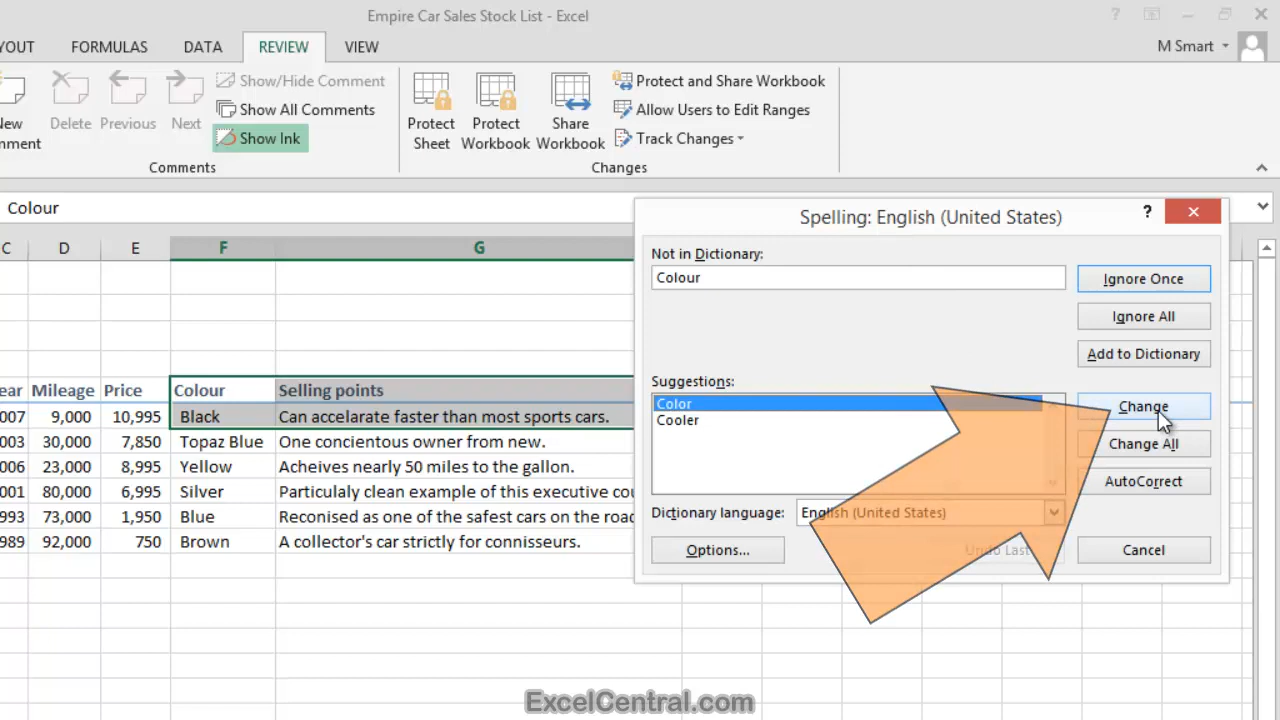 Empire Car Sales Stock List - Excel
?
YOUT FORMULAS DATA REVIEW VIEW
M Smart
New
mment
Delete Previous Next
Show/Hide Comment
Show All Comments
Show Ink
Comments
Protect
Sheet
Protect
Workbook
Share
Workbook
Protect and Share Workbook
Allow Users to Edit Ranges
Track Changes
Changes
Colour
C D E F G
ear Mileage Price Colour Selling points
007 9,000 10,995 Black Can accelarate faster than most sports cars.
003 30,000 7,850 Topaz Blue One concientous owner from new.
006 23,000 8,995 Yellow Acheives nearly 50 miles to the gallon.
001 80,000 6,995 Silver Particulaly clean example of this executive cou
993 73,000 1,950 Blue Reconised as one of the safest cars on the road
989 92,000 750 Brown A collector's car strictly for connisseurs.
Spelling: English (United States)
?
Not in Dictionary:
Colour
Ignore Once
Ignore All
Add to Dictionary
Suggestions:
Color
Cooler
Change
Change All
AutoCorrect
Dictionary language: English (United States)
Options... Undo Last Cancel
ExcelCentral.com